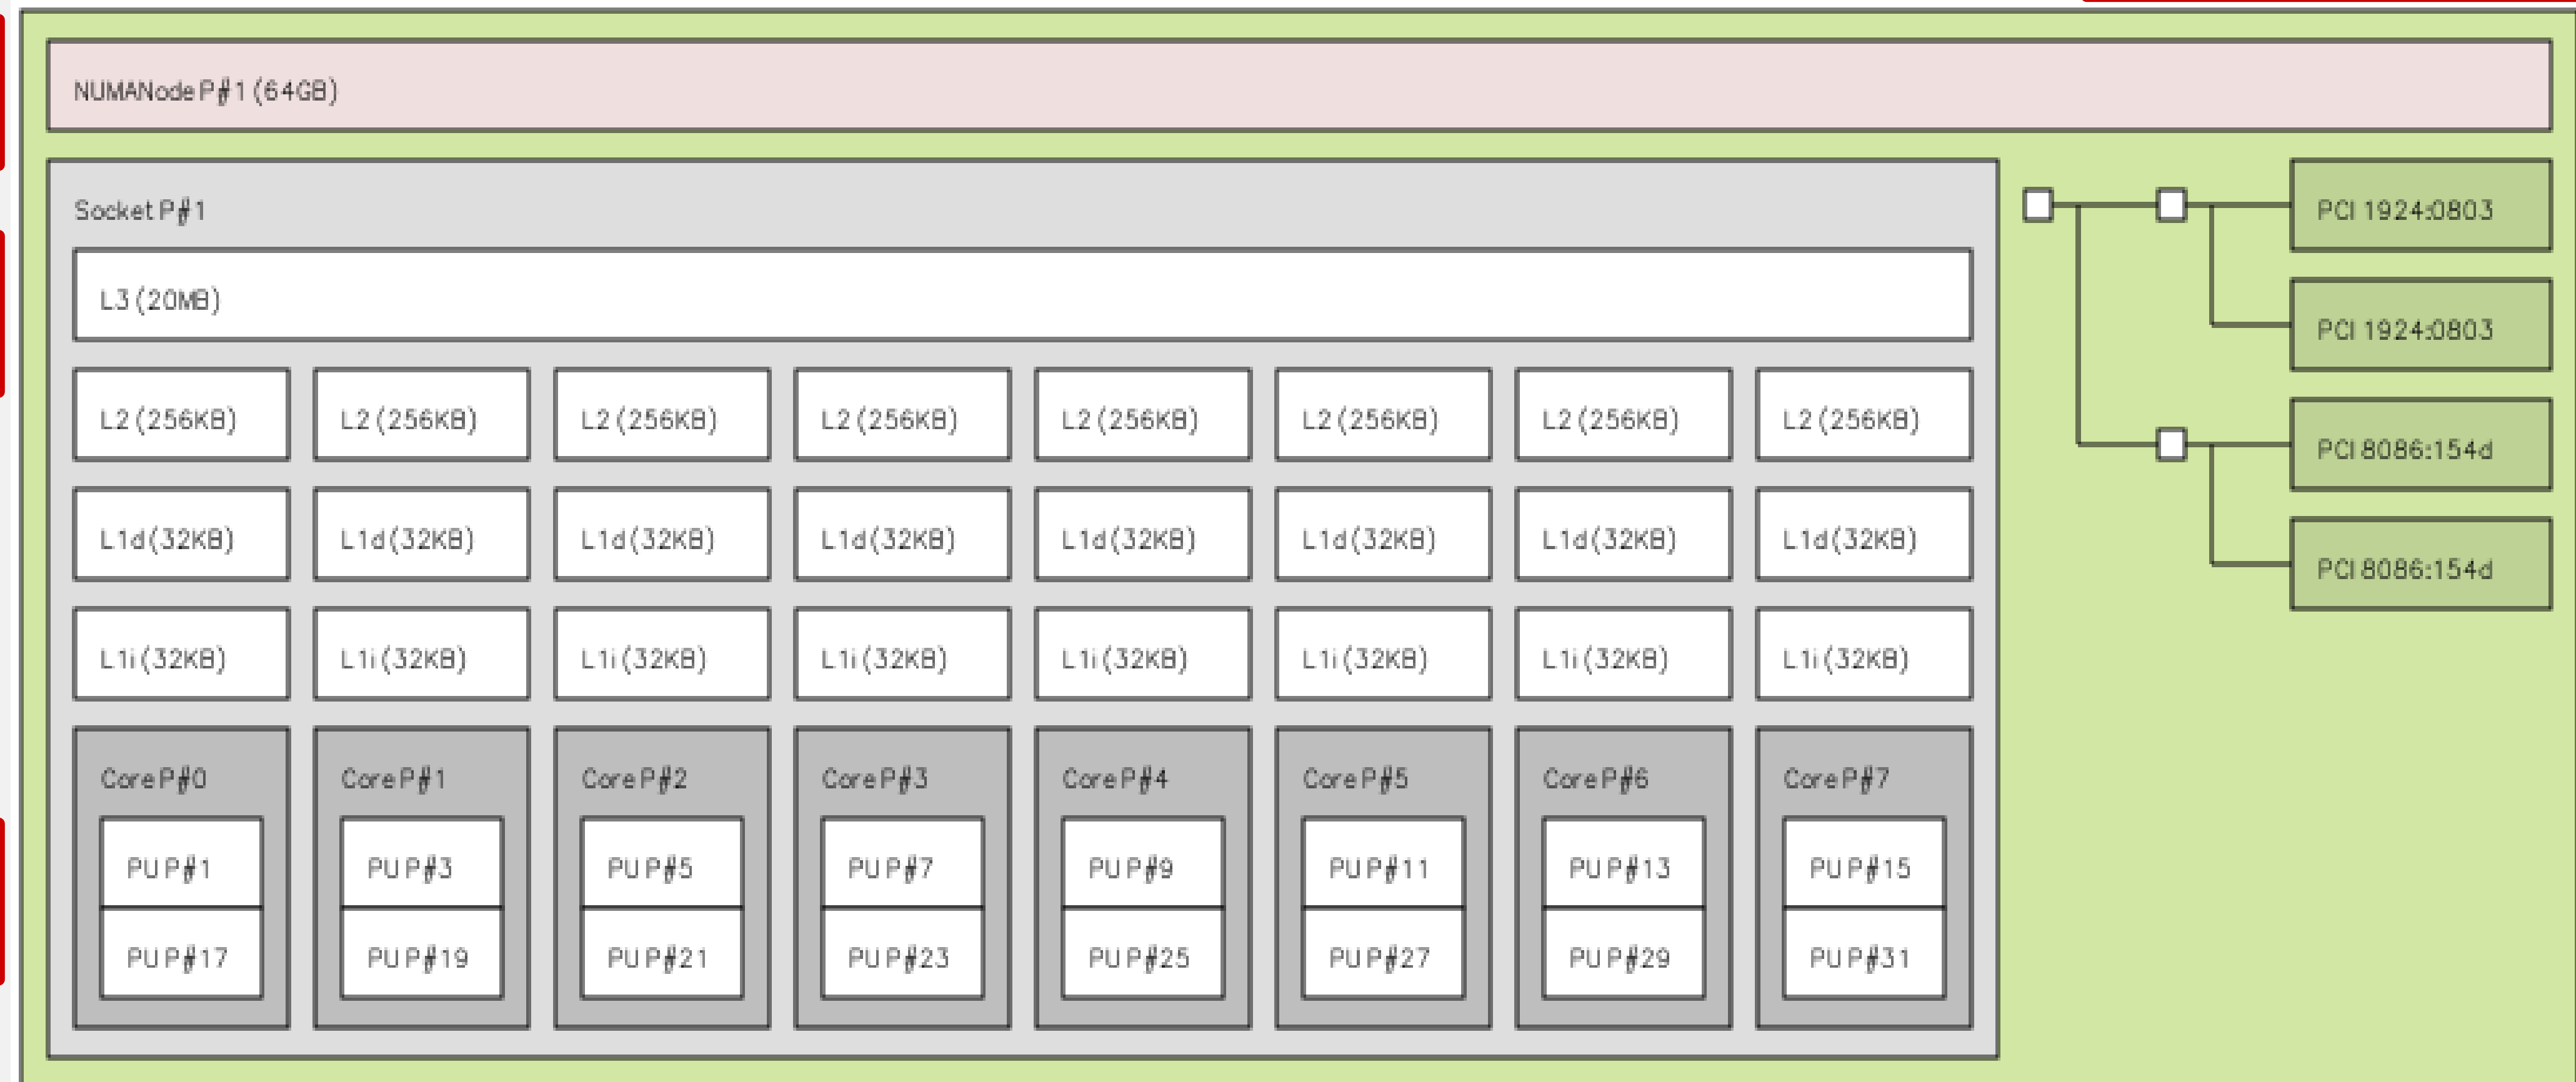 NUMANode P#1 (64GB)
Socket P#1
L3 (20MB)
L2 (256KB) L2 (256KB) L2 (256KB) L2 (256KB) L2 (256KB) L2 (256KB) L2 (256KB) L2 (256KB)
L1d (32KB) L1d (32KB) L1d (32KB) L1d (32KB) L1d (32KB) L1d (32KB) L1d (32KB) L1d (32KB)
L1i (32KB) L1i (32KB) L1i (32KB) L1i (32KB) L1i (32KB) L1i (32KB) L1i (32KB) L1i (32KB)
Core P#0 Core P#1 Core P#2 Core P#3 Core P#4 Core P#5 Core P#6 Core P#7
PU P#1 PU P#3 PU P#5 PU P#7 PU P#9 PU P#11 PU P#13 PU P#15
PU P#17 PU P#19 PU P#21 PU P#23 PU P#25 PU P#27 PU P#29 PU P#31
PCI 1924:0803
PCI 1924:0803
PCI 8086:154d
PCI 8086:154d